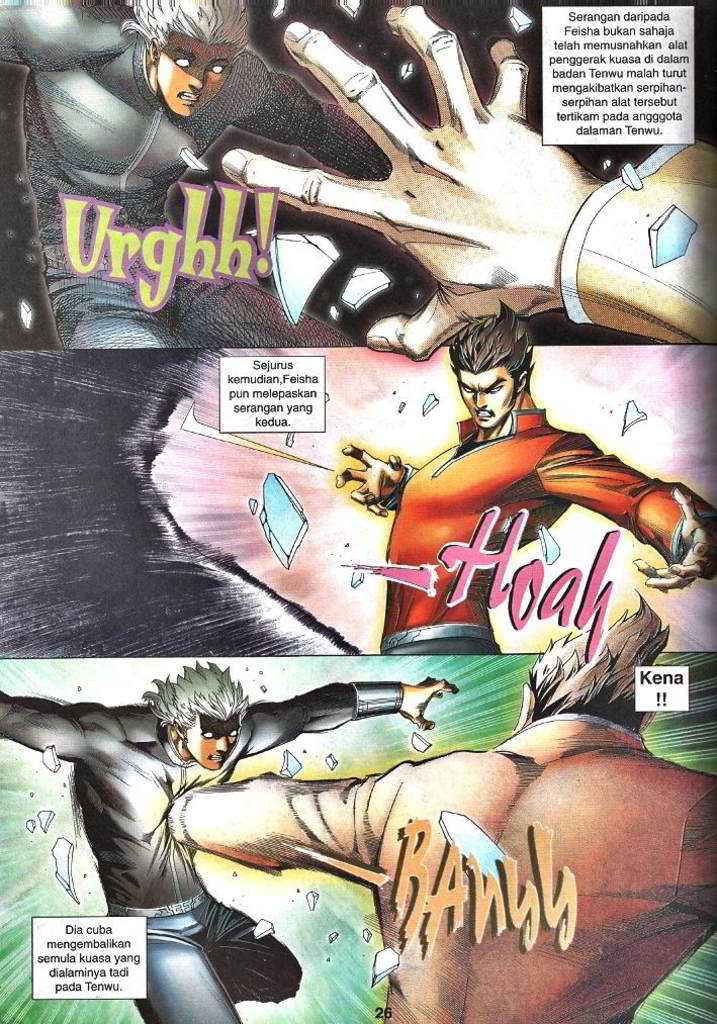 Serangan daripada
Feisha bukan sahaja
telah memusnahkan alat
penggerak kuasa di dalam
badan Tenwu malah turut
mengakibatkan serpihan-
serpihan alat tersebut
tertikam pada angggota
dalaman Tenwu.
Urghh!
Sejurus
kemudian,Feisha
pun melepaskan
serangan yang
kedua.
Hoah
Kena
!!
Dia cuba
mengembalikan
semula kuasa yang
dialaminya tadi
pada Tenwu.
26